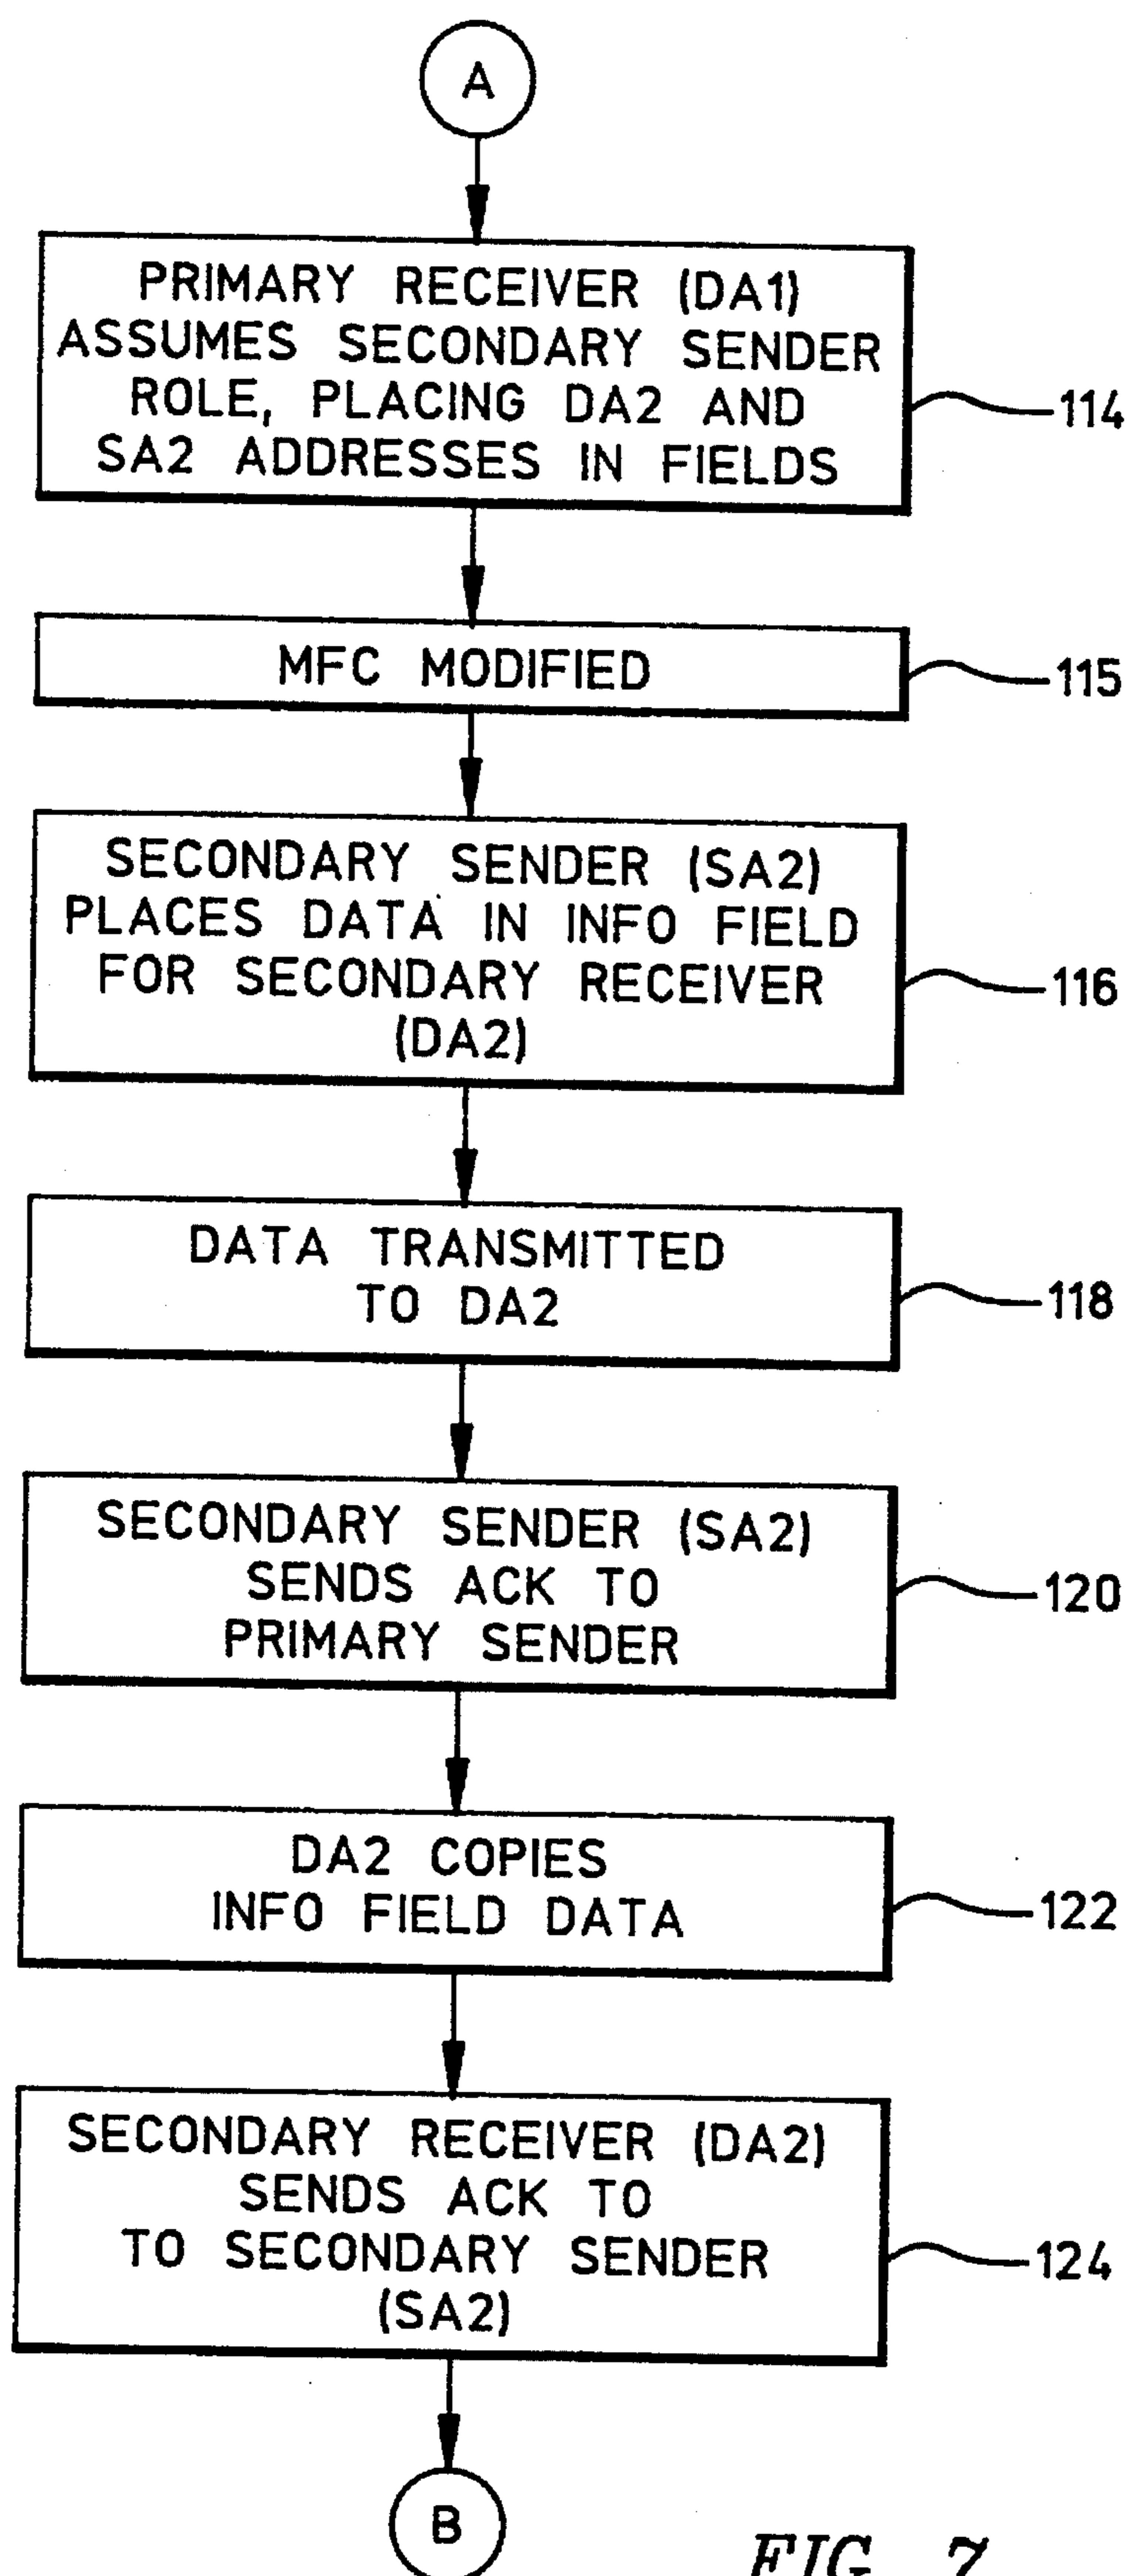 A
PRIMARY RECEIVER (DA1)
ASSUMES SECONDARY SENDER
ROLE, PLACING DA2 AND
SA2 ADDRESSES IN FIELDS
114
MFC MODIFIED
115
SECONDARY SENDER (SA2)
PLACES DATA IN INFO FIELD
FOR SECONDARY RECEIVER
(DA2)
116
DATA TRANSMITTED
TO DA2
118
SECONDARY SENDER (SA2)
SENDS ACK TO
PRIMARY SENDER
120
DA2 COPIES
INFO FIELD DATA
122
SECONDARY RECEIVER (DA2)
SENDS ACK TO
TO SECONDARY SENDER
(SA2)
124
B
FIG. 7